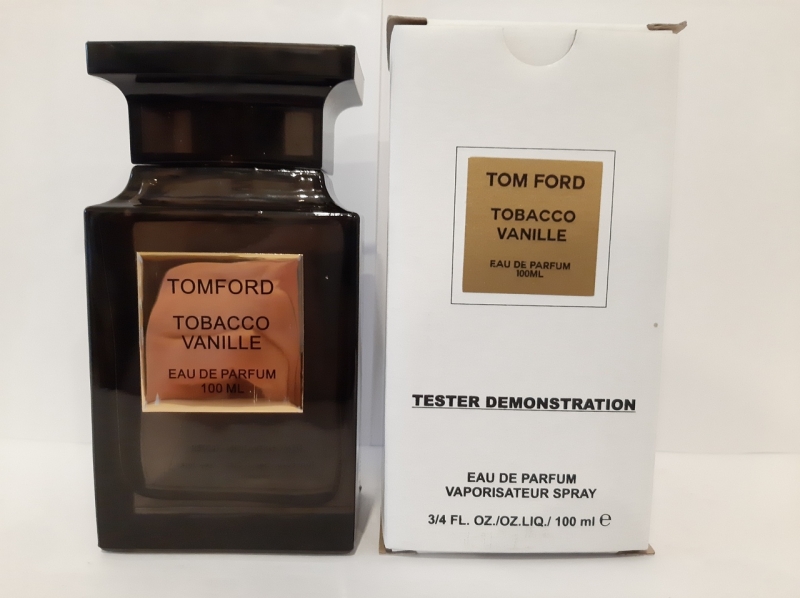 TOMFORD
TOBACCO
VANILLE
EAU DE PARFUM
100 ML
TOM FORD
TOBACCO
VANILLE
EAU DE PARFUM
100ML
TESTER DEMONSTRATION
EAU DE PARFUM
VAPORISATEUR SPRAY
3/4 FL. OZ./OZ.LIQ./ 100 ml ℮